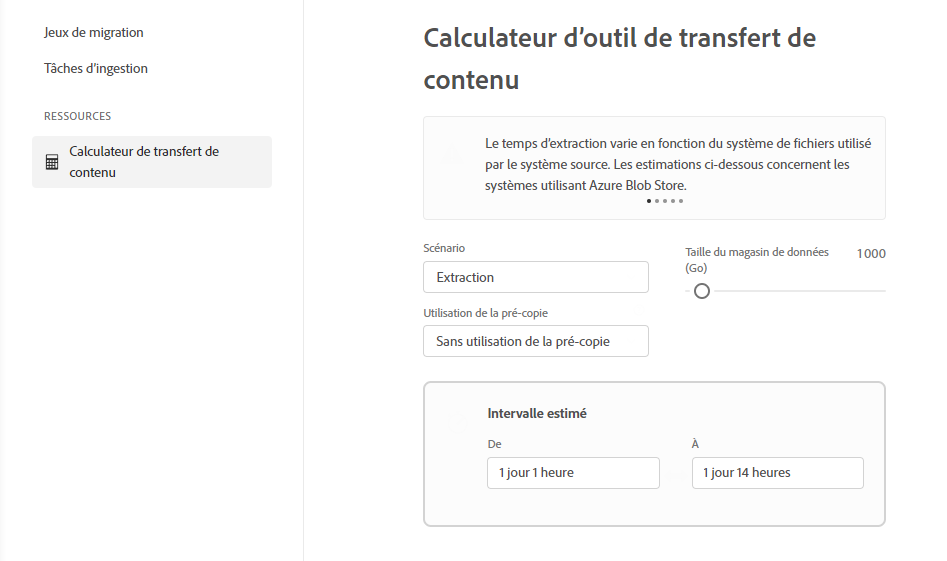 Jeux de migration
Tâches d'ingestion
RESSOURCES
Calculateur de transfert de
contenu
Calculateur d'outil de transfert de
contenu
Le temps d'extraction varie en fonction du système de fichiers utilisé
par le système source. Les estimations ci-dessous concernent les
systèmes utilisant Azure Blob Store.
Scénario
Extraction
Utilisation de la pré-copie
Sans utilisation de la pré-copie
Taille du magasin de données
(Go)
1000
Intervalle estimé
De
1 jour 1 heure
À
1 jour 14 heures